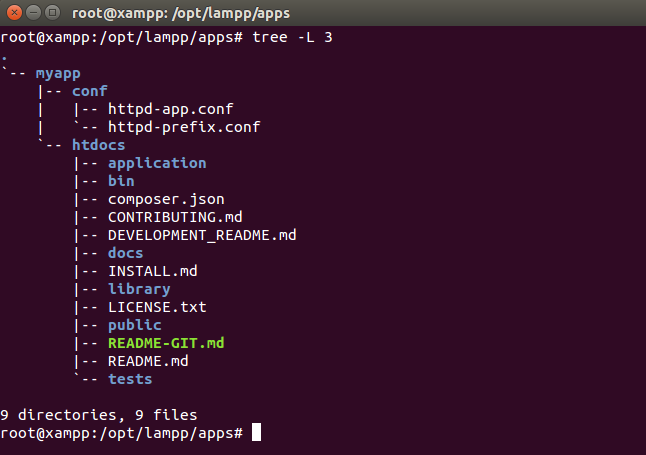 root@xampp: /opt/lampp/apps
root@xampp:/opt/lampp/apps# tree -L 3
.
`-- myapp
    |-- conf
    |   |-- httpd-app.conf
    |   `-- httpd-prefix.conf
    `-- htdocs
        |-- application
        |-- bin
        |-- composer.json
        |-- CONTRIBUTING.md
        |-- DEVELOPMENT_README.md
        |-- docs
        |-- INSTALL.md
        |-- library
        |-- LICENSE.txt
        |-- public
        |-- README-GIT.md
        |-- README.md
        `-- tests
9 directories, 9 files
root@xampp:/opt/lampp/apps#